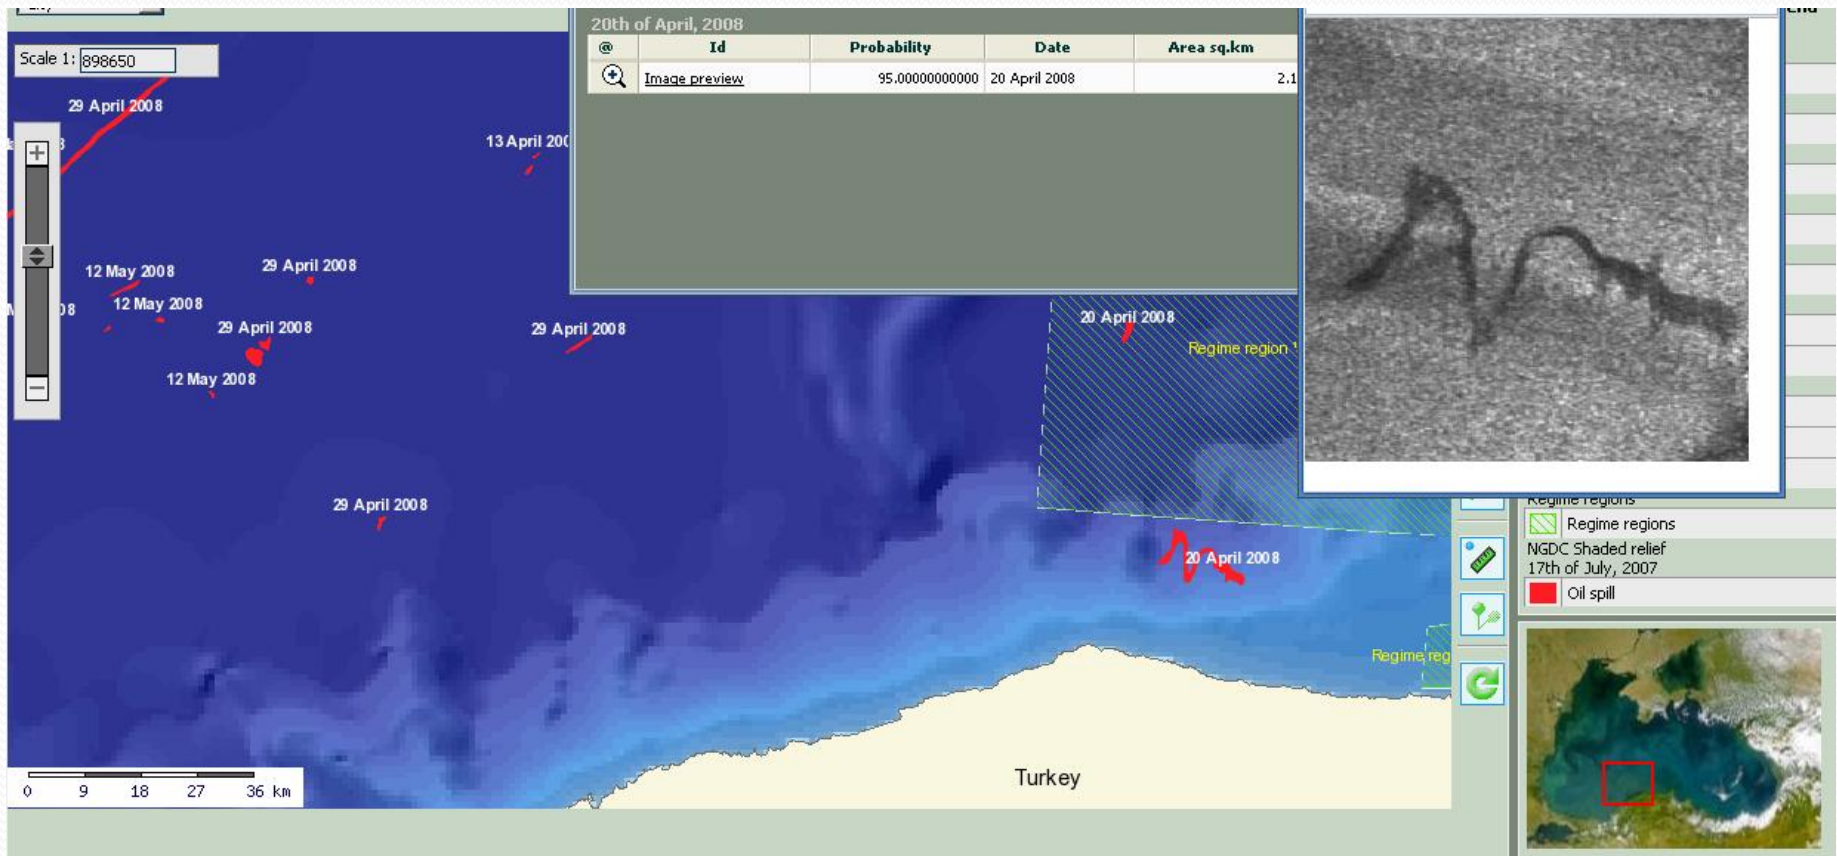 Scale 1: 898650
20th of April, 2008
@ Id Probability Date Area sq.km
Image preview 95.00000000000 20 April 2008 2.1
29 April 2008
13 April 200
12 May 2008
29 April 2008
12 May 2008
29 April 2008
12 May 2008
29 April 2008
20 April 2008
Regime region
29 April 2008
20 April 2008
Regime reg
Turkey
0 9 18 27 36 km
Regime regions
Regime regions
NGDC Shaded relief
17th of July, 2007
Oil spill